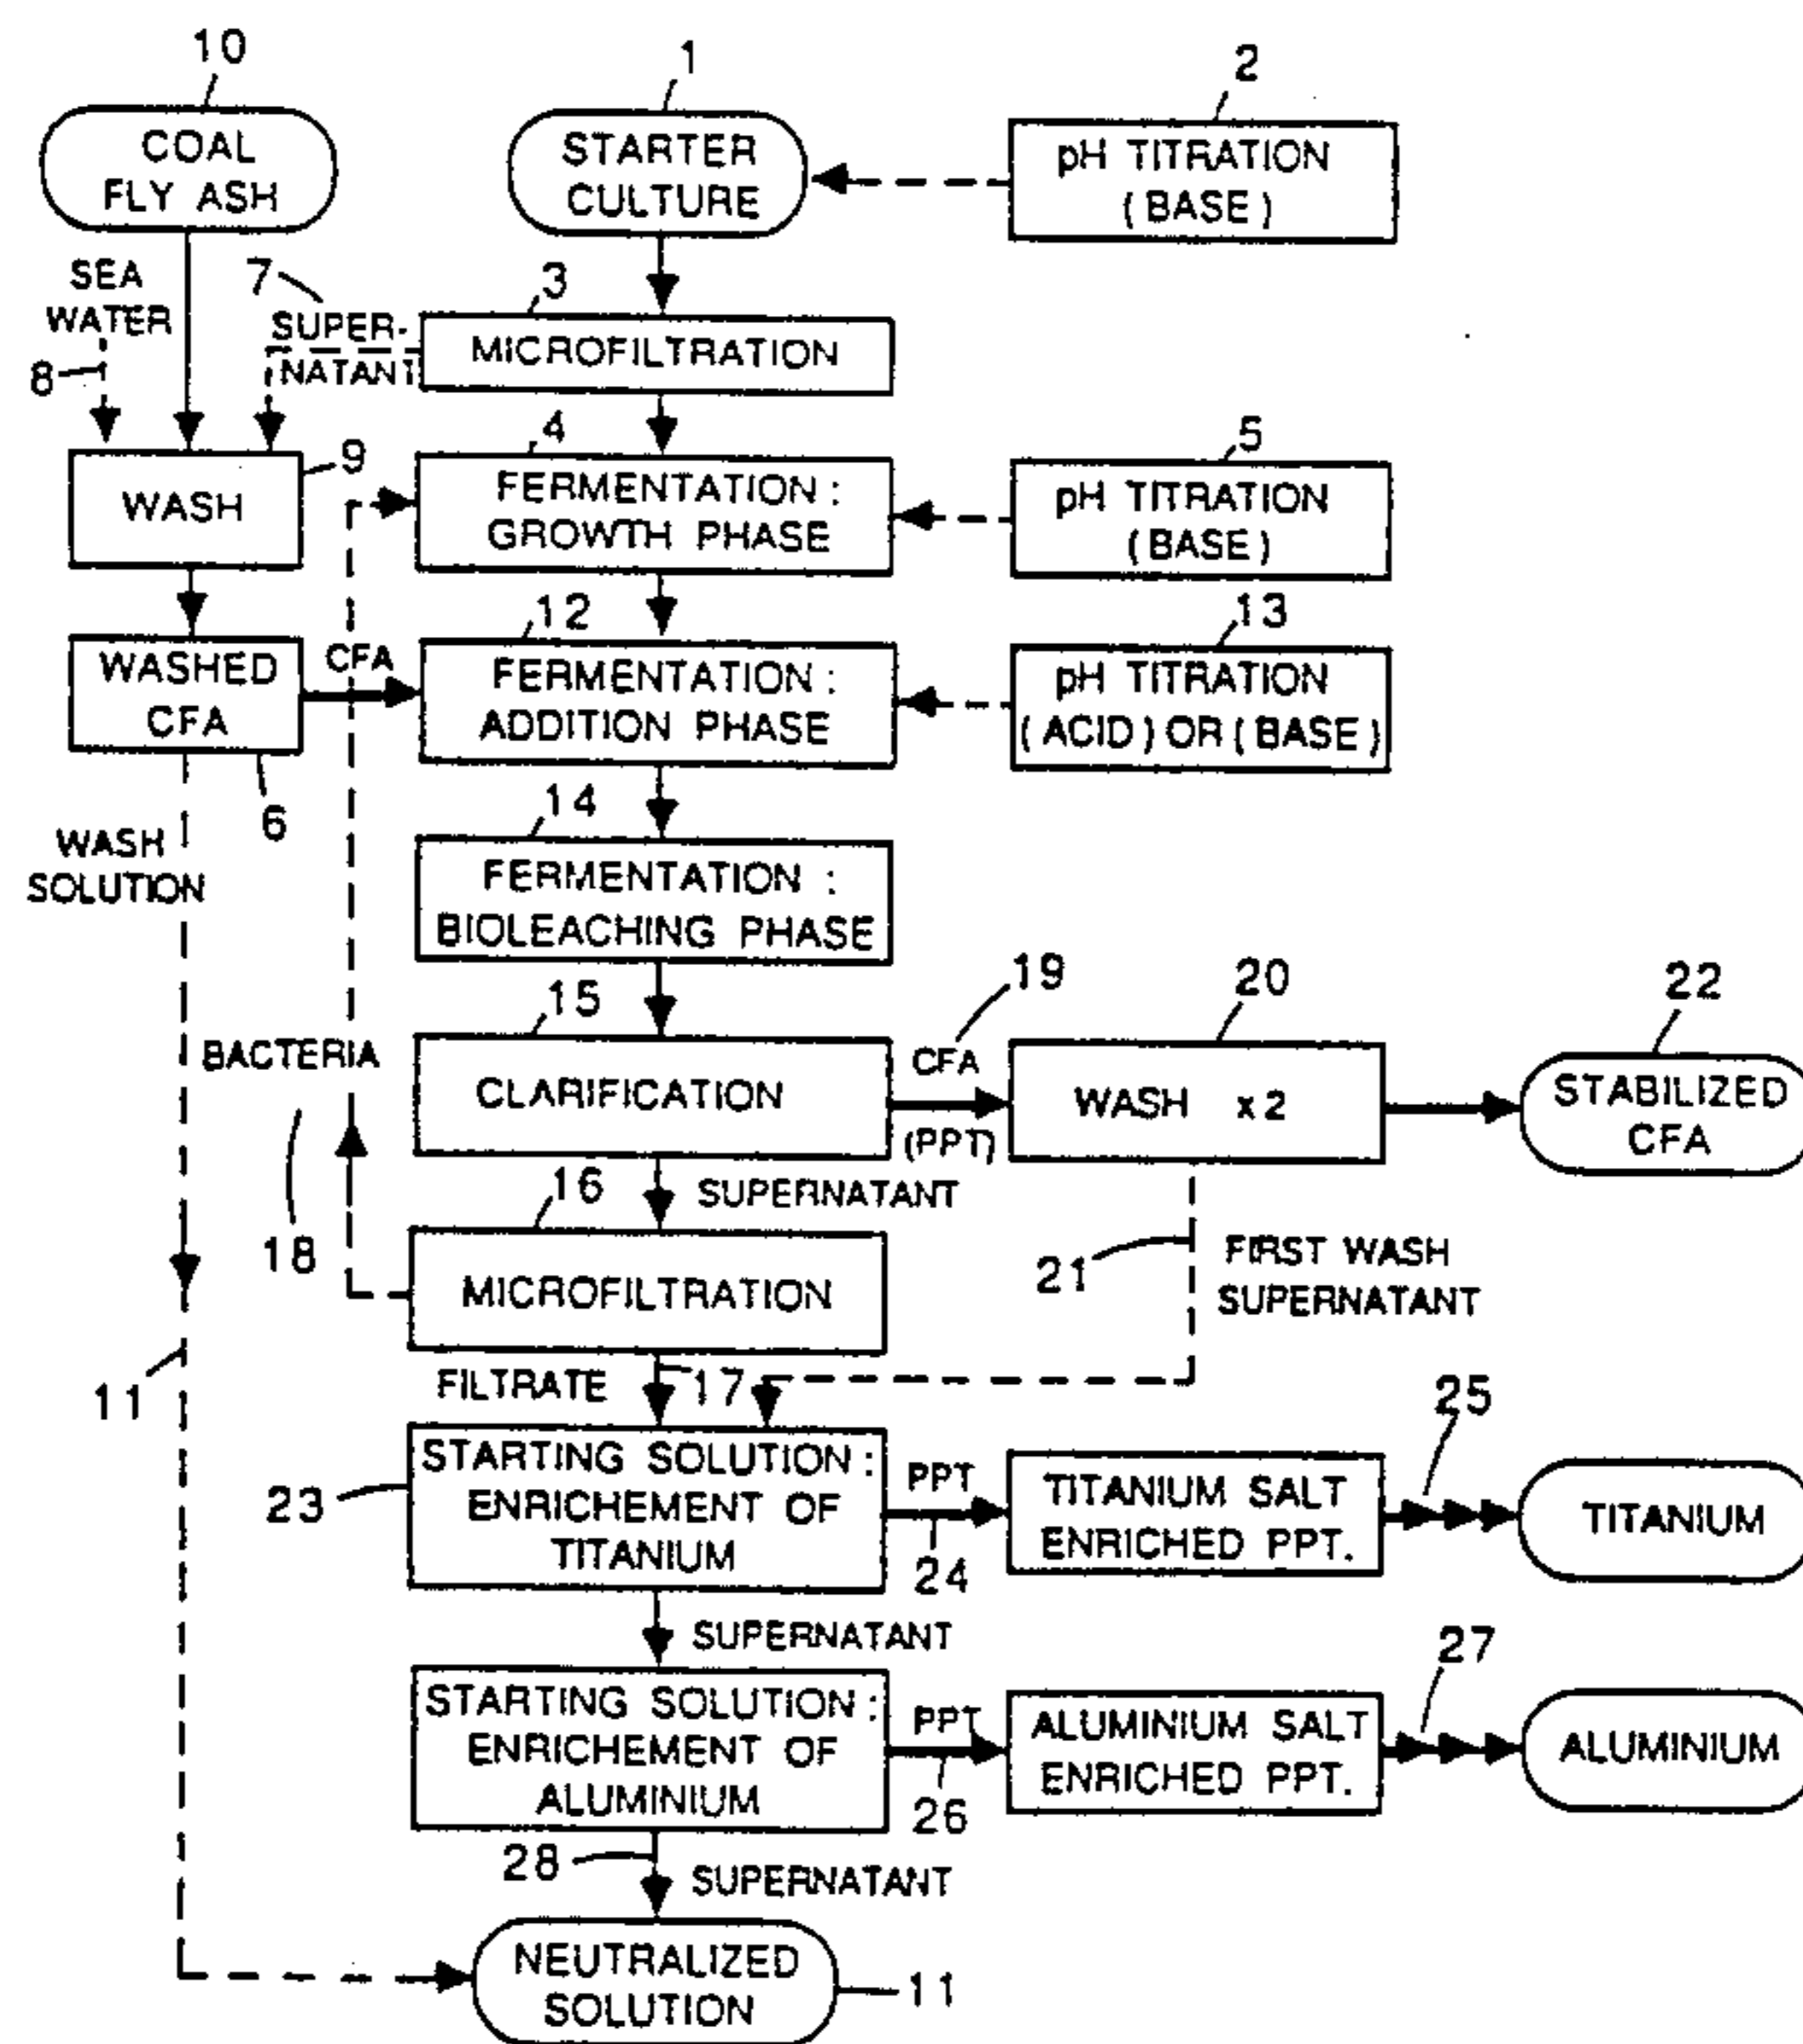 10
1
2
COAL
FLY ASH
STARTER
CULTURE
pH TITRATION
(BASE)
SEA
WATER
8
7
SUPER-
NATANT
3
MICROFILTRATION
9
WASH
4
FERMENTATION :
GROWTH PHASE
5
pH TITRATION
(BASE)
WASHED
CFA
6
CFA
12
FERMENTATION :
ADDITION PHASE
13
pH TITRATION
(ACID) OR (BASE)
WASH
SOLUTION
14
FERMENTATION :
BIOLEACHING PHASE
BACTERIA
18
15
CLARIFICATION
19
CFA
(PPT)
20
WASH x2
22
STABILIZED
CFA
SUPERNATANT
16
MICROFILTRATION
21
FIRST WASH
SUPERNATANT
11
FILTRATE
17
23
STARTING SOLUTION :
ENRICHEMENT OF
TITANIUM
PPT
24
TITANIUM SALT
ENRICHED PPT.
25
TITANIUM
SUPERNATANT
STARTING SOLUTION :
ENRICHEMENT OF
ALUMINIUM
PPT
26
ALUMINIUM SALT
ENRICHED PPT.
27
ALUMINIUM
28
SUPERNATANT
NEUTRALIZED
SOLUTION
11